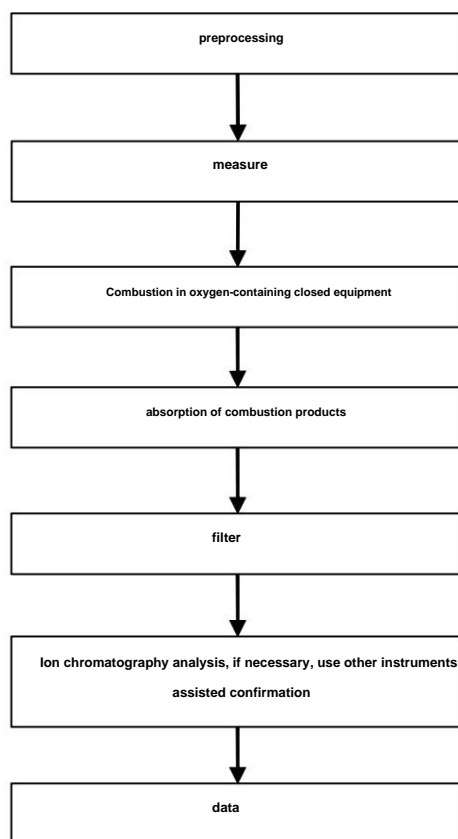 preprocessing
measure
Combustion in oxygen-containing closed equipment
absorption of combustion products
filter
Ion chromatography analysis, if necessary, use other instruments
assisted confirmation
data